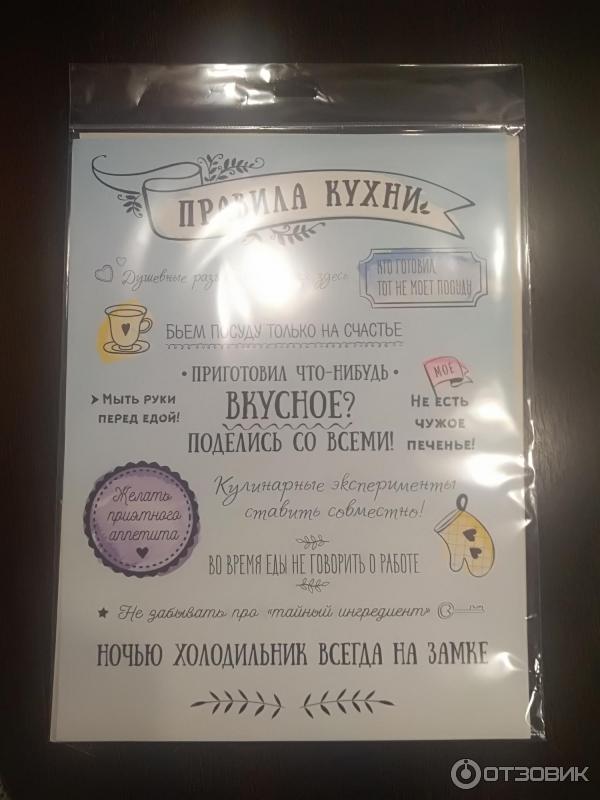 ПРАВИЛА КУХНИ
Душевные здесь
КТО ГОТОВИЛ,
ТОТ НЕ МОЕТ ПОСУДУ
БЬЕМ ПОСУДУ ТОЛЬКО НА СЧАСТЬЕ
• ПРИГОТОВИЛ ЧТО-НИБУДЬ •
ВКУСНОЕ?
ПОДЕЛИСЬ СО ВСЕМИ!
МЫТЬ РУКИ
ПЕРЕД ЕДОЙ!
МОЁ
НЕ ЕСТЬ
ЧУЖОЕ
ПЕЧЕНЬЕ!
Желать
приятного
аппетита
Кулинарные эксперименты
ставить совместно!
ВО ВРЕМЯ ЕДЫ НЕ ГОВОРИТЬ О РАБОТЕ
Не забывать про «тайный ингредиент»
НОЧЬЮ ХОЛОДИЛЬНИК ВСЕГДА НА ЗАМКЕ
ОТЗОВИК